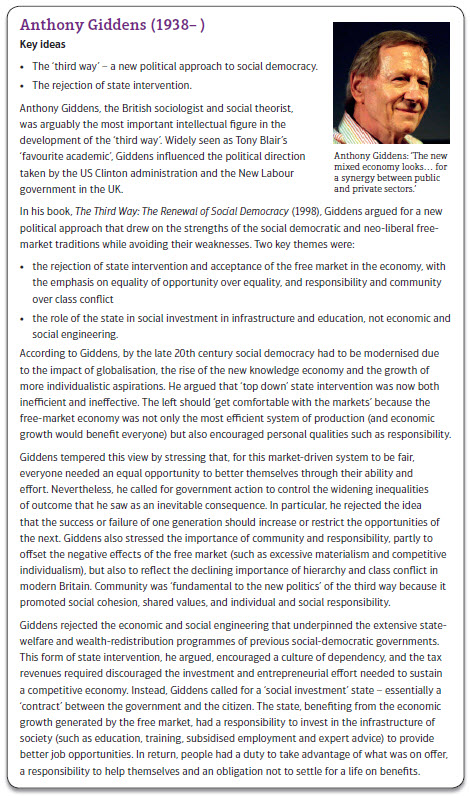 Anthony Giddens (1938– )
Key ideas
• The ‘third way’ – a new political approach to social democracy.
• The rejection of state intervention.
Anthony Giddens, the British sociologist and social theorist,
was arguably the most important intellectual figure in the
development of the ‘third way’. Widely seen as Tony Blair’s
‘favourite academic’, Giddens influenced the political direction
taken by the US Clinton administration and the New Labour
government in the UK.
Anthony Giddens: ‘The new
mixed economy looks… for
a synergy between public
and private sectors.’
In his book, The Third Way: The Renewal of Social Democracy (1998), Giddens argued for a new
political approach that drew on the strengths of the social democratic and neo-liberal free-
market traditions while avoiding their weaknesses. Two key themes were:
• the rejection of state intervention and acceptance of the free market in the economy, with
the emphasis on equality of opportunity over equality, and responsibility and community
over class conflict
• the role of the state in social investment in infrastructure and education, not economic and
social engineering.
According to Giddens, by the late 20th century social democracy had to be modernised due
to the impact of globalisation, the rise of the new knowledge economy and the growth of
more individualistic aspirations. He argued that ‘top down’ state intervention was now both
inefficient and ineffective. The left should ‘get comfortable with the markets’ because the
free-market economy was not only the most efficient system of production (and economic
growth would benefit everyone) but also encouraged personal qualities such as responsibility.
Giddens tempered this view by stressing that, for this market-driven system to be fair,
everyone needed an equal opportunity to better themselves through their ability and
effort. Nevertheless, he called for government action to control the widening inequalities
of outcome that he saw as an inevitable consequence. In particular, he rejected the idea
that the success or failure of one generation should increase or restrict the opportunities of
the next. Giddens also stressed the importance of community and responsibility, partly to
offset the negative effects of the free market (such as excessive materialism and competitive
individualism), but also to reflect the declining importance of hierarchy and class conflict in
modern Britain. Community was ‘fundamental to the new politics’ of the third way because it
promoted social cohesion, shared values, and individual and social responsibility.
Giddens rejected the economic and social engineering that underpinned the extensive state-
welfare and wealth-redistribution programmes of previous social-democratic governments.
This form of state intervention, he argued, encouraged a culture of dependency, and the tax
revenues required discouraged the investment and entrepreneurial effort needed to sustain
a competitive economy. Instead, Giddens called for a ‘social investment’ state – essentially a
‘contract’ between the government and the citizen. The state, benefiting from the economic
growth generated by the free market, had a responsibility to invest in the infrastructure of
society (such as education, training, subsidised employment and expert advice) to provide
better job opportunities. In return, people had a duty to take advantage of what was on offer,
a responsibility to help themselves and an obligation not to settle for a life on benefits.